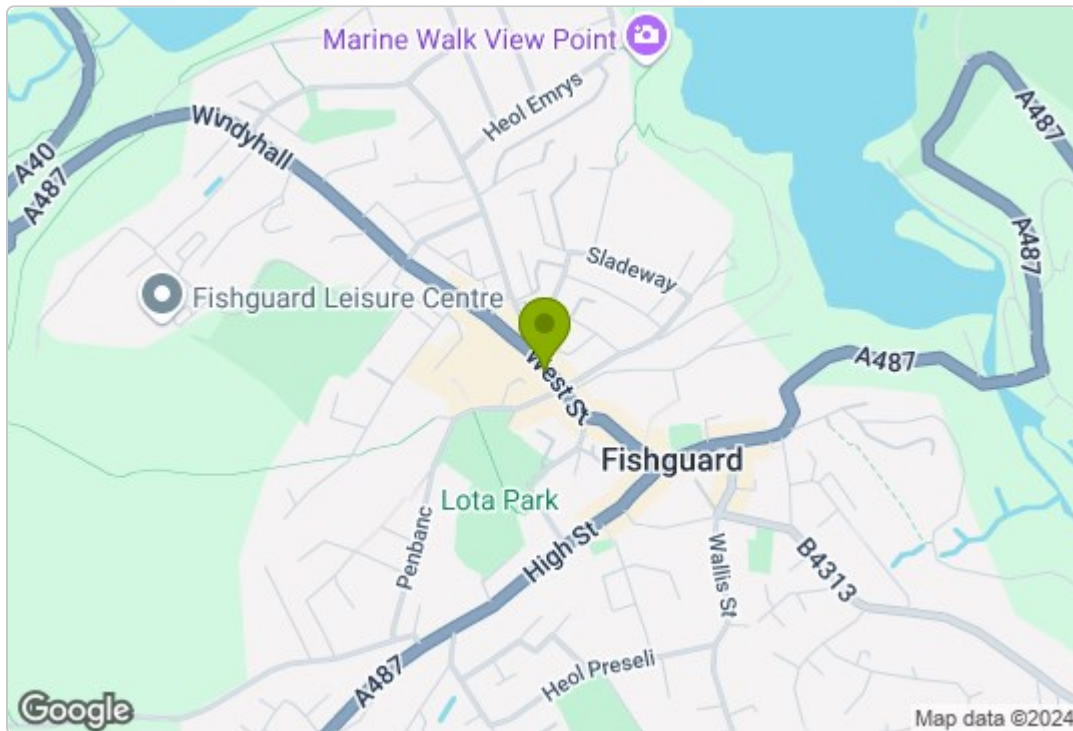 Marine Walk View Point
Heol Emrys
Windyhall
A40
A487
A487
A487
Sladeway
Fishguard Leisure Centre
A487
West St
Fishguard
Lota Park
Penbanc
High St
Wallis St
B4313
Heol Preseli
A487
Google
Map data ©2024